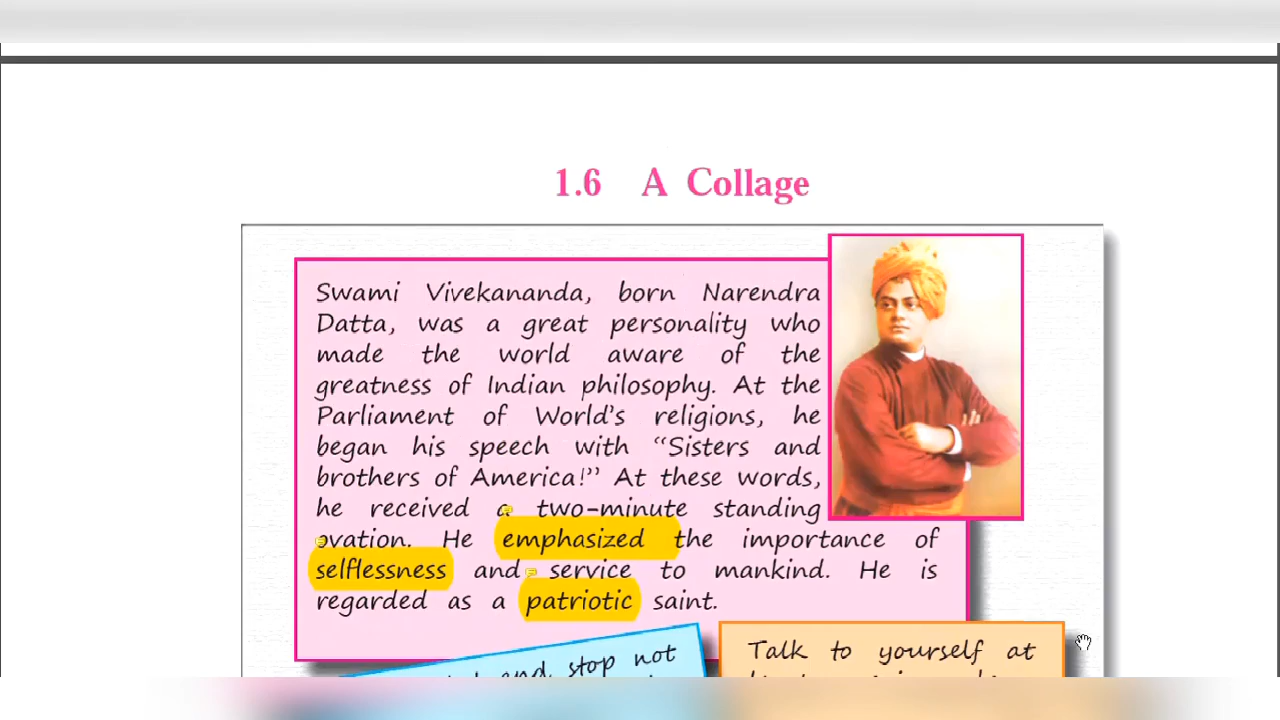 1.6 A Collage
Swami Vivekananda, born Narendra
Datta, was a great personality who
made the world aware of the
greatness of Indian philosophy. At the
Parliament of World's religions, he
began his speech with “Sisters and
brothers of America!” At these words,
he received a two-minute standing
ovation. He emphasized the importance of
selflessness and service to mankind. He is
regarded as a patriotic saint.
and stop not
Talk to yourself at